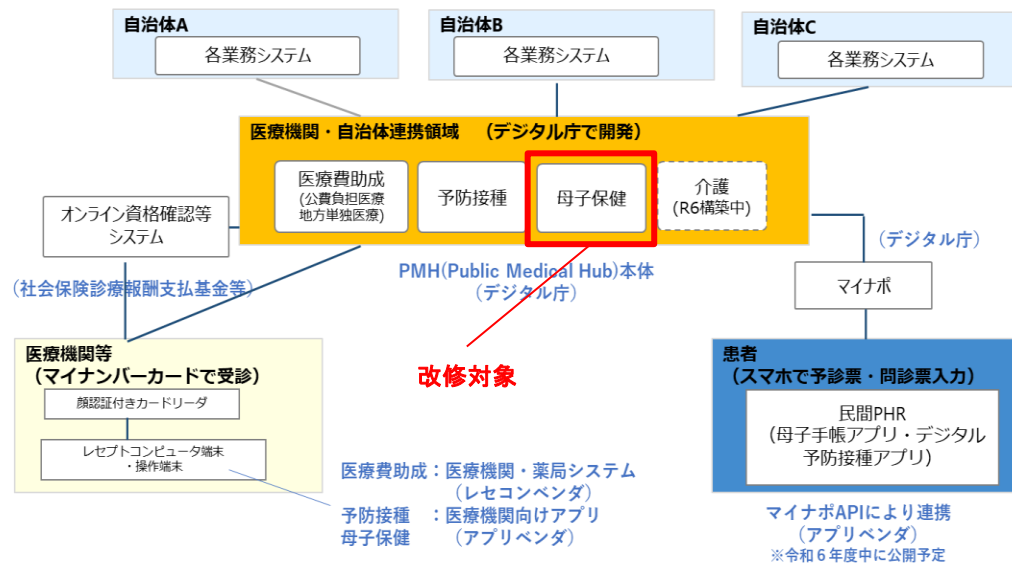 自治体A
各業務システム
自治体B
各業務システム
自治体C
各業務システム
医療機関・自治体連携領域 （デジタル庁で開発）
医療費助成
(公費負担医療
地方単独医療)
予防接種
母子保健
介護
(R6構築中)
オンライン資格確認等
システム
（社会保険診療報酬支払基金等）
PMH(Public Medical Hub)本体
（デジタル庁）
（デジタル庁）
マイナポ
改修対象
医療機関等
（マイナンバーカードで受診）
顔認証付きカードリーダ
レセプトコンピュータ端末
・操作端末
患者
（スマホで予診票・問診票入力）
民間PHR
（母子手帳アプリ・デジタル
予防接種アプリ）
医療費助成：医療機関・薬局システム
（レセコンベンダ）
予防接種 ：医療機関向けアプリ
母子保健 （アプリベンダ）
マイナポAPIにより連携
（アプリベンダ）
※令和６年度中に公開予定